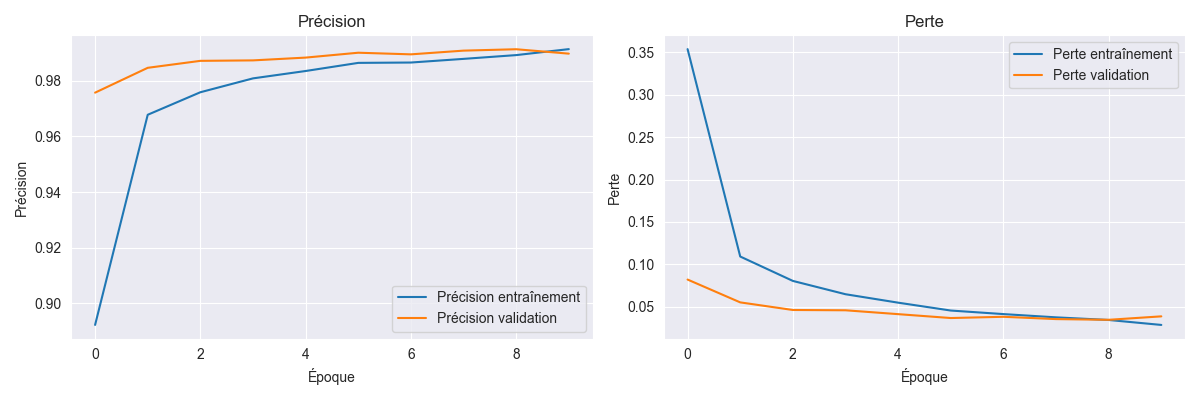 Précision
0.98
0.96
0.94
0.92
0.90
Précision
Précision entraînement
Précision validation
0 2 4 6 8
Époque
Perte
0.35
0.30
0.25
0.20
0.15
0.10
0.05
Perte
Perte entraînement
Perte validation
0 2 4 6 8
Époque